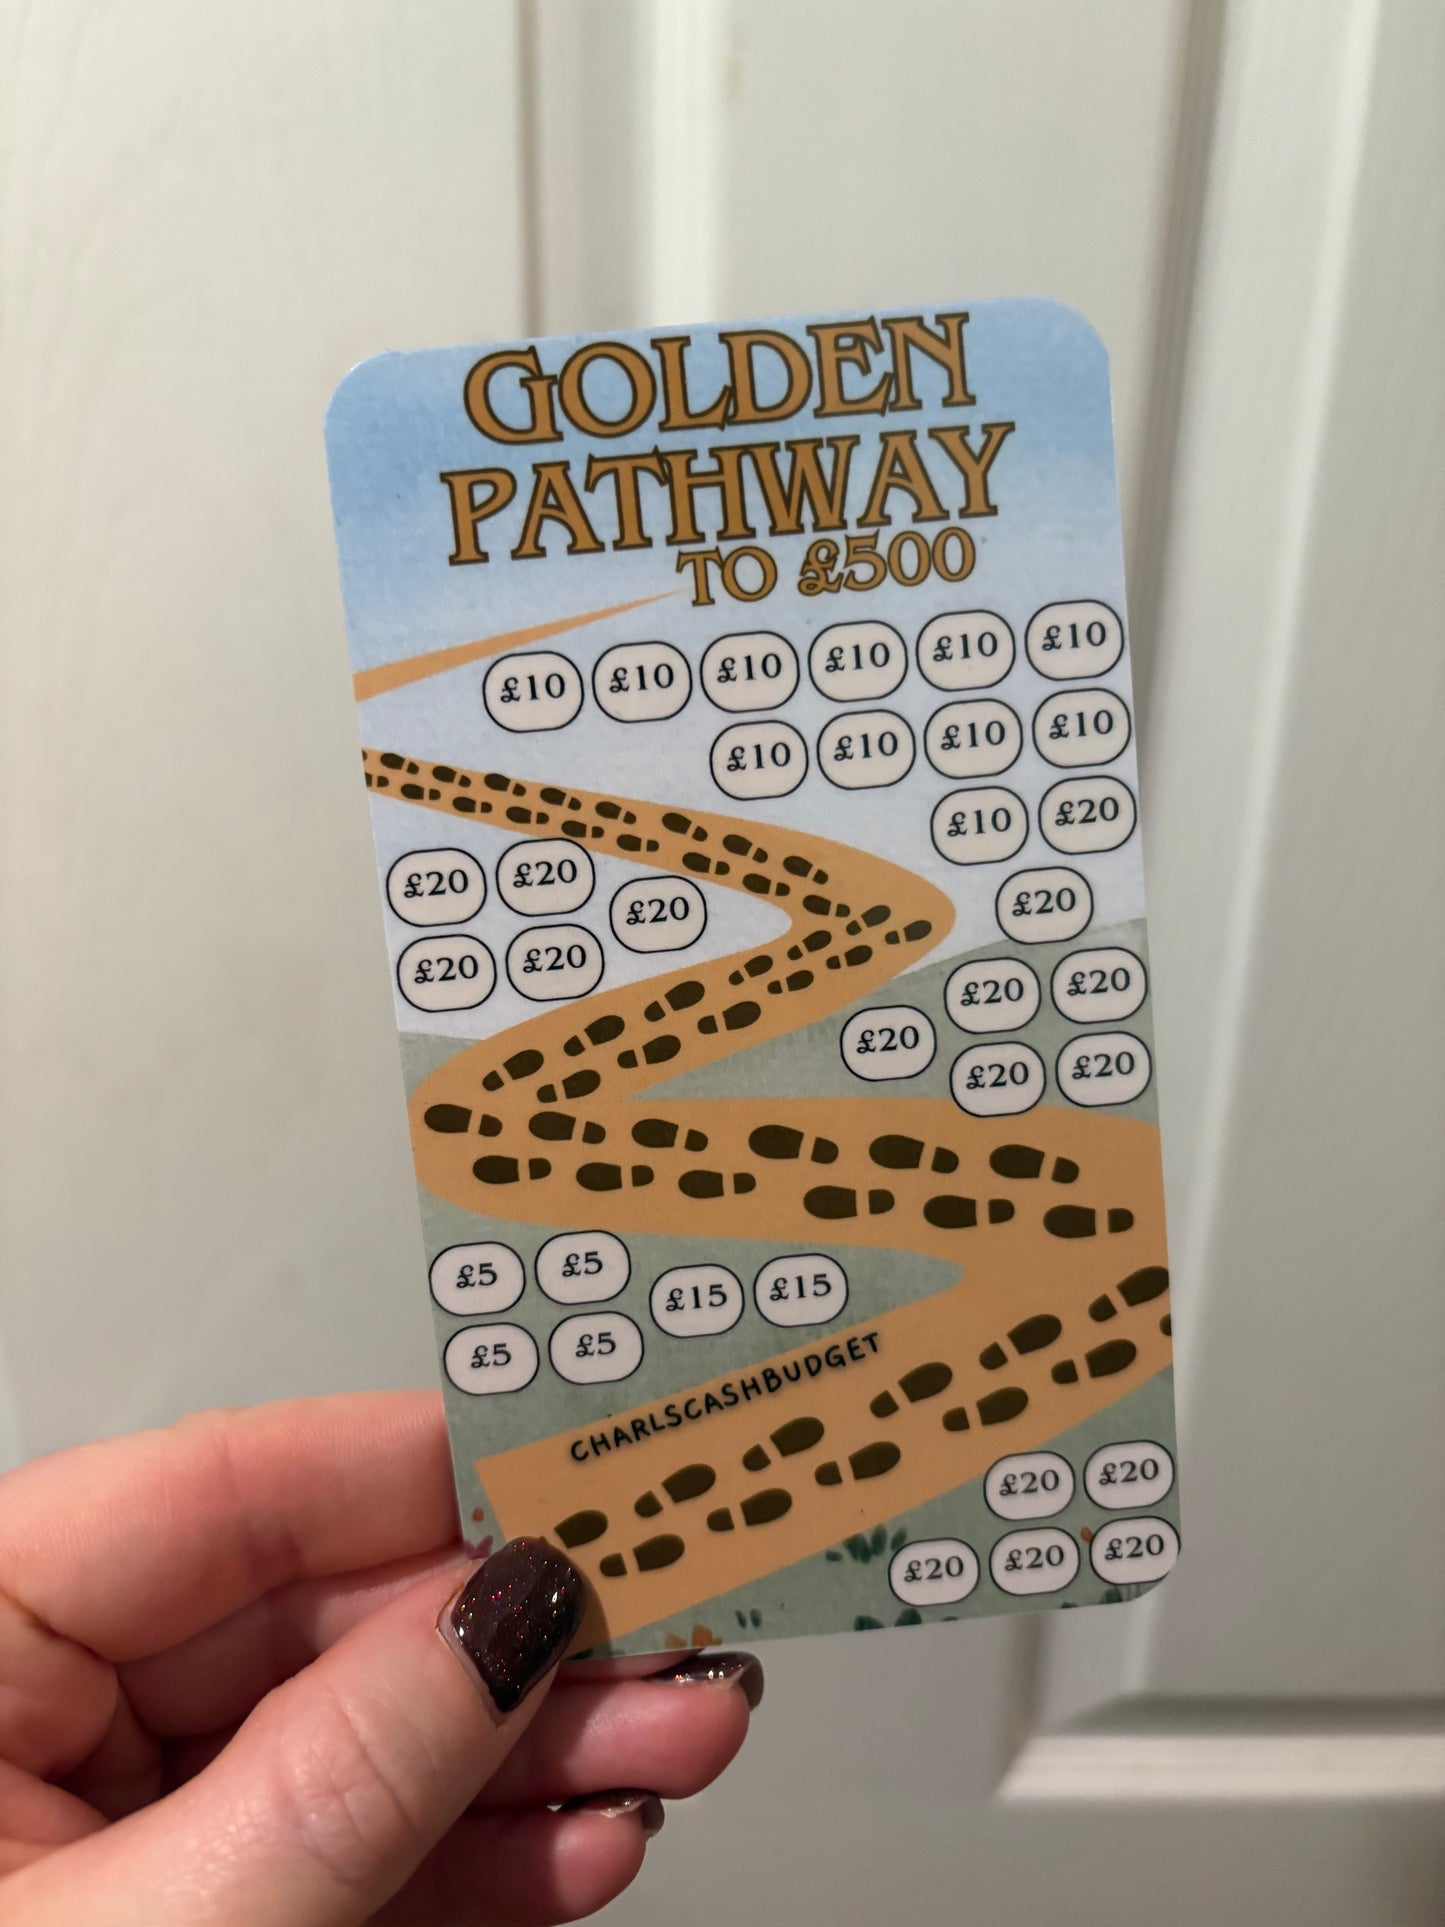 GOLDEN
PATHWAY
TO £500
£10 £10 £10 £10 £10 £10
£10 £10 £10 £10
£10 £20
£20 £20 £20
£20 £20
£20
£20 £20 £20
£20 £20
£5 £5 £15 £15
£5 £5
CHARLSCASHBUDGET
£20 £20
£20 £20 £20